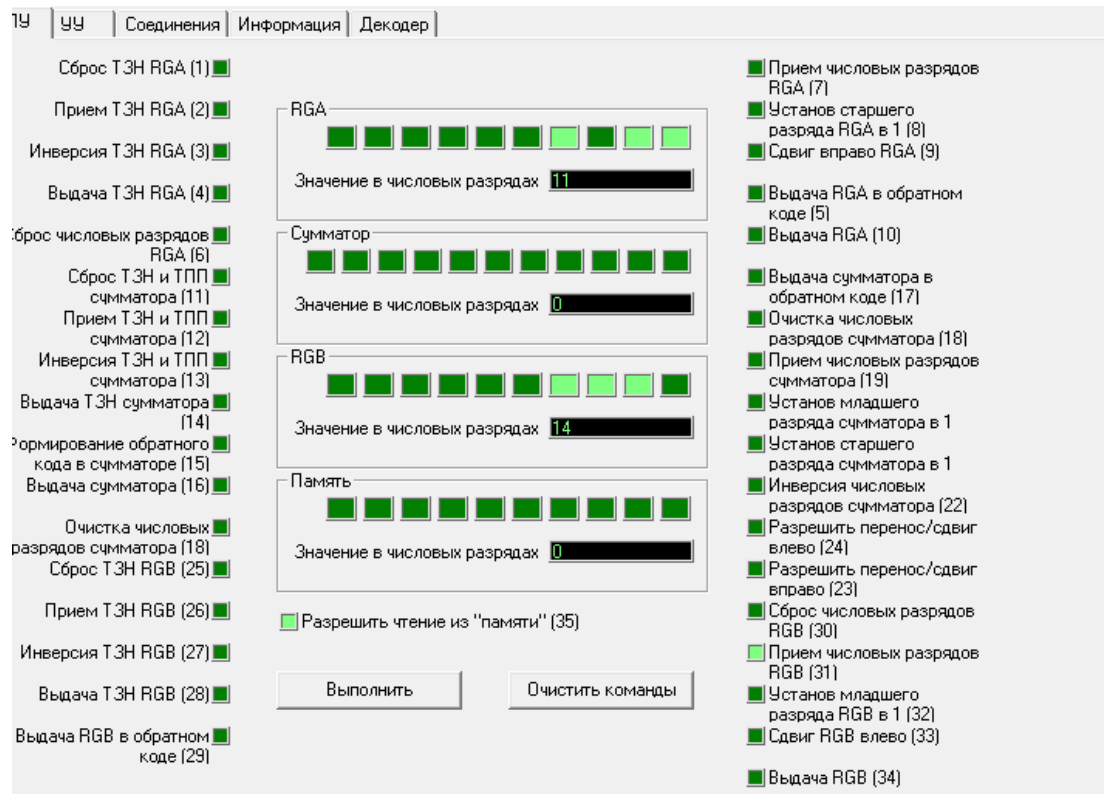 ЛУ УУ Соединения Информация Декодер
Сброс ТЗН RGA (1)
Прием ТЗН RGA (2)
Инверсия ТЗН RGA (3)
Выдача ТЗН RGA (4)
Сброс числовых разрядов
RGA (6)
Сброс ТЗН и ТПП
сумматора (11)
Прием ТЗН и ТПП
сумматора (12)
Инверсия ТЗН и ТПП
сумматора (13)
Выдача ТЗН сумматора
(14)
Формирование обратного
кода в сумматоре (15)
Выдача сумматора (16)
Очистка числовых
разрядов сумматора (18)
Сброс ТЗН RGB (25)
Прием ТЗН RGB (26)
Инверсия ТЗН RGB (27)
Выдача ТЗН RGB (28)
Выдача RGB в обратном
коде (29)
RGA
Значение в числовых разрядах 11
Сумматор
Значение в числовых разрядах 0
RGB
Значение в числовых разрядах 14
Память
Значение в числовых разрядах 0
Разрешить чтение из "памяти" (35)
Выполнить Очистить команды
Прием числовых разрядов
RGA (7)
Установ старшего
разряда RGA в 1 (8)
Сдвиг вправо RGA (9)
Выдача RGA в обратном
коде (5)
Выдача RGA (10)
Выдача сумматора в
обратном коде (17)
Очистка числовых
разрядов сумматора (18)
Прием числовых разрядов
сумматора (19)
Установ младшего
разряда сумматора в 1
Установ старшего
разряда сумматора в 1
Инверсия числовых
разрядов сумматора (22)
Разрешить перенос/сдвиг
влево (24)
Разрешить перенос/сдвиг
вправо (23)
Сброс числовых разрядов
RGB (30)
Прием числовых разрядов
RGB (31)
Установ младшего
разряда RGB в 1 (32)
Сдвиг RGB влево (33)
Выдача RGB (34)